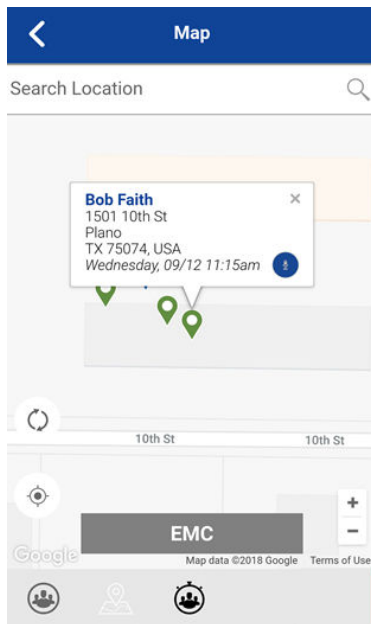 Map
Search Location
Bob Faith
1501 10th St
Plano
TX 75074, USA
Wednesday, 09/12 11:15am
10th St
10th St
EMC
Google
Map data ©2018 Google
Terms of Use